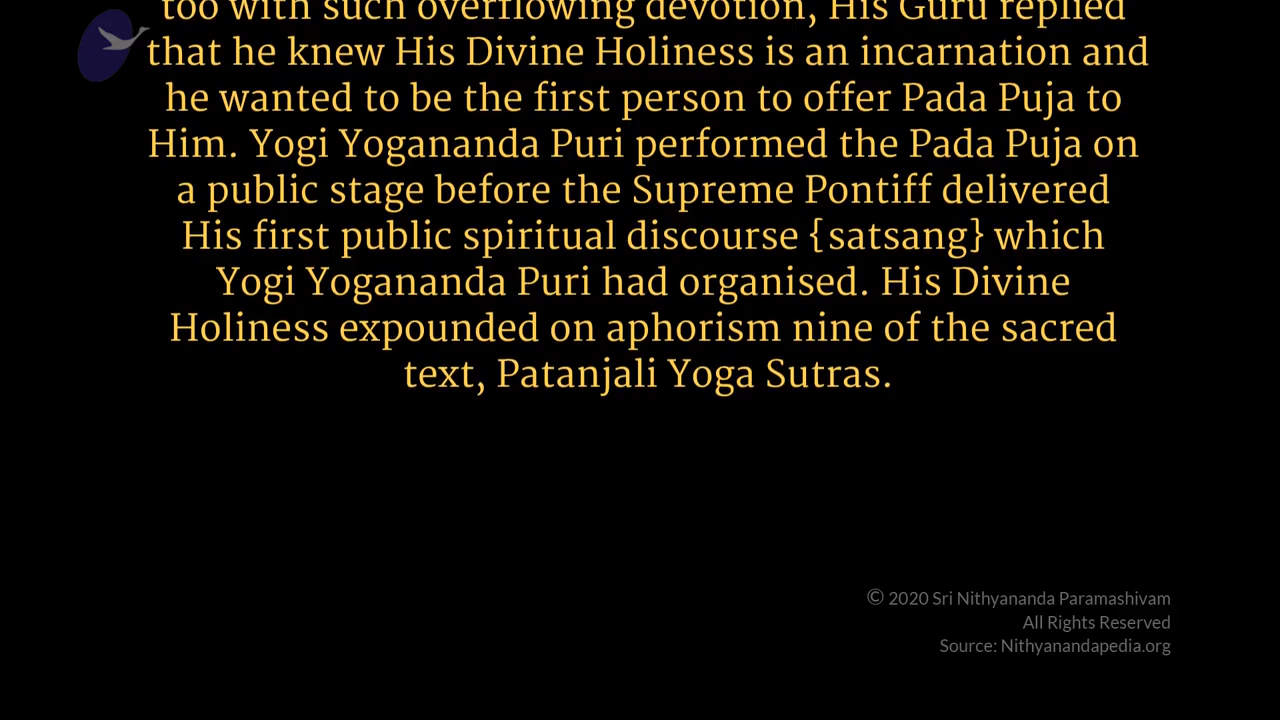 too with such overflowing devotion, His Guru replied
that he knew His Divine Holiness is an incarnation and
he wanted to be the first person to offer Pada Puja to
Him. Yogi Yogananda Puri performed the Pada Puja on
a public stage before the Supreme Pontiff delivered
His first public spiritual discourse {satsang} which
Yogi Yogananda Puri had organised. His Divine
Holiness expounded on aphorism nine of the sacred
text, Patanjali Yoga Sutras.
© 2020 Sri Nithyananda Paramashivam
All Rights Reserved
Source: Nithyanandapedia.org